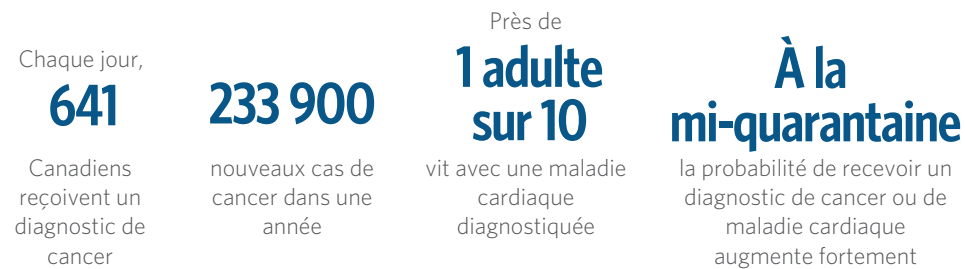 Chaque jour,
641
Canadiens
reçoivent un
diagnostic de
cancer
233 900
nouveaux cas de
cancer dans une
année
Près de
1 adulte
sur 10
vit avec une maladie
cardiaque
diagnostiquée
À la
mi-quarantaine
la probabilité de recevoir un
diagnostic de cancer ou de
maladie cardiaque
augmente fortement